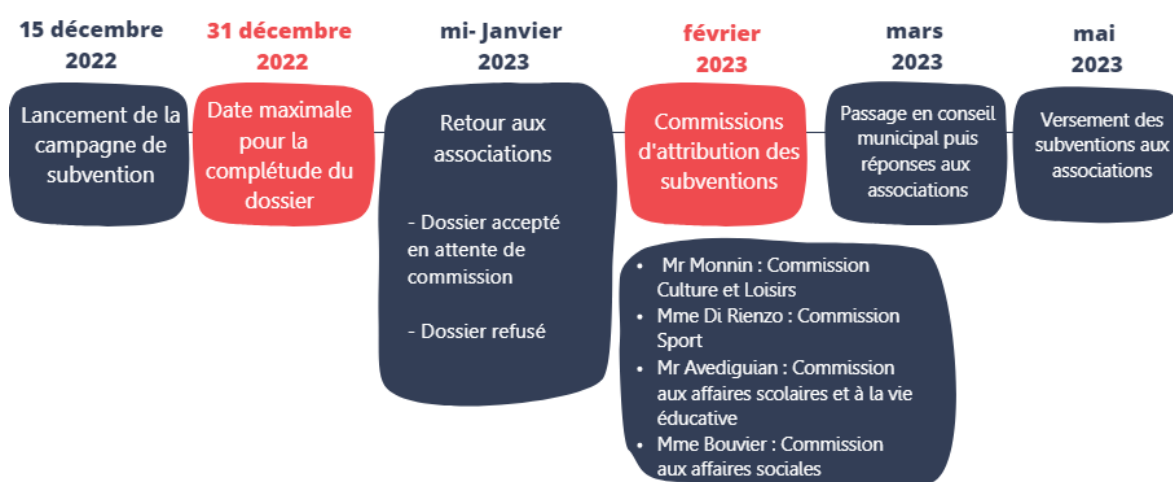 15 décembre
2022
Lancement de la
campagne de
subvention
31 décembre
2022
Date maximale
pour la
complétude du
dossier
mi- Janvier
2023
Retour aux
associations
- Dossier accepté
en attente de
commission
- Dossier refusé
février
2023
Commissions
d'attribution des
subventions
• Mr Monnin : Commission
Culture et Loisirs
• Mme Di Rienzo : Commission
Sport
• Mr Avediguian : Commission
aux affaires scolaires et à la vie
éducative
• Mme Bouvier : Commission
aux affaires sociales
mars
2023
Passage en conseil
municipal puis
réponses aux
associations
mai
2023
Versement des
subventions aux
associations